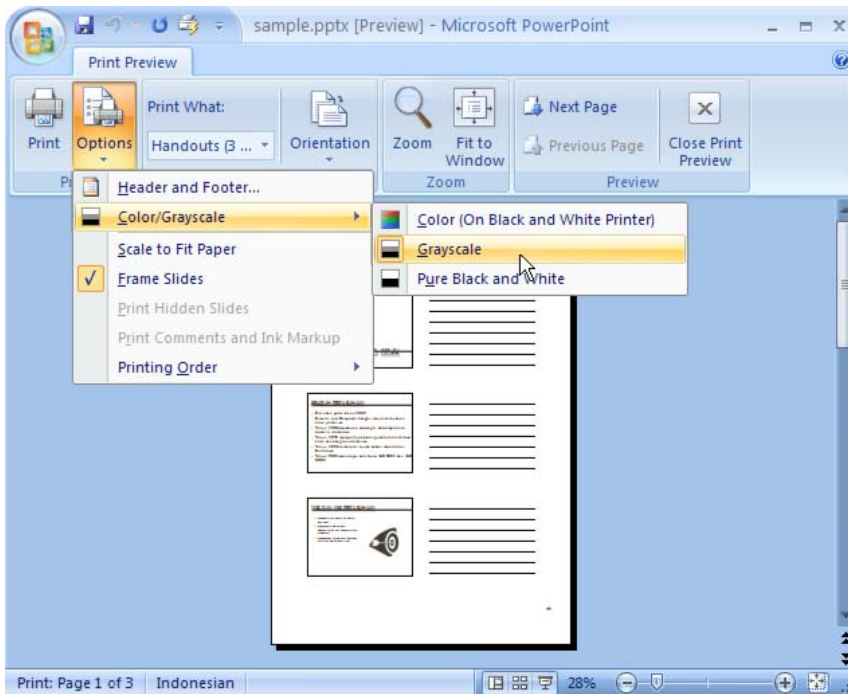 sample.pptx [Preview] - Microsoft PowerPoint
Print Preview
Print
Options
Print What:
Handouts (3 ...
Orientation
Zoom
Fit to
Window
Next Page
Previous Page
Close Print
Preview
Zoom
Preview
Header and Footer...
Color/Grayscale
Scale to Fit Paper
Frame Slides
Print Hidden Slides
Print Comments and Ink Markup
Printing Order
Color (On Black and White Printer)
Grayscale
Pure Black and White
Print: Page 1 of 3
Indonesian
28%